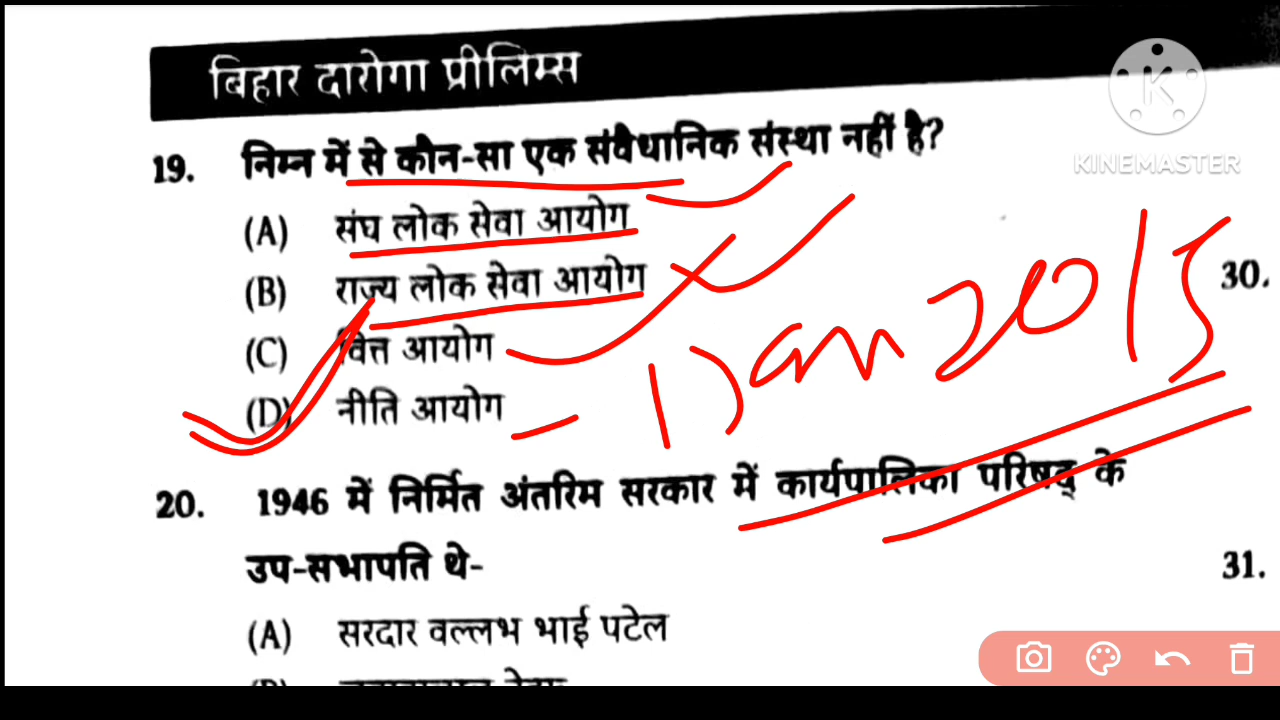 बिहार दारोगा प्रीलिम्स
K
KINEMASTER
19. निम्न में से कौन-सा एक संवैधानिक संस्था नहीं है?
(A) संघ लोक सेवा आयोग
(B) राज्य लोक सेवा आयोग
30.
(C) वित्त आयोग
(D) नीति आयोग
1 Jan 2015
20. 1946 में निर्मित अंतरिम सरकार में कार्यपालिका परिषद् के
उप-सभापति थे-
31.
(A) सरदार वल्लभ भाई पटेल